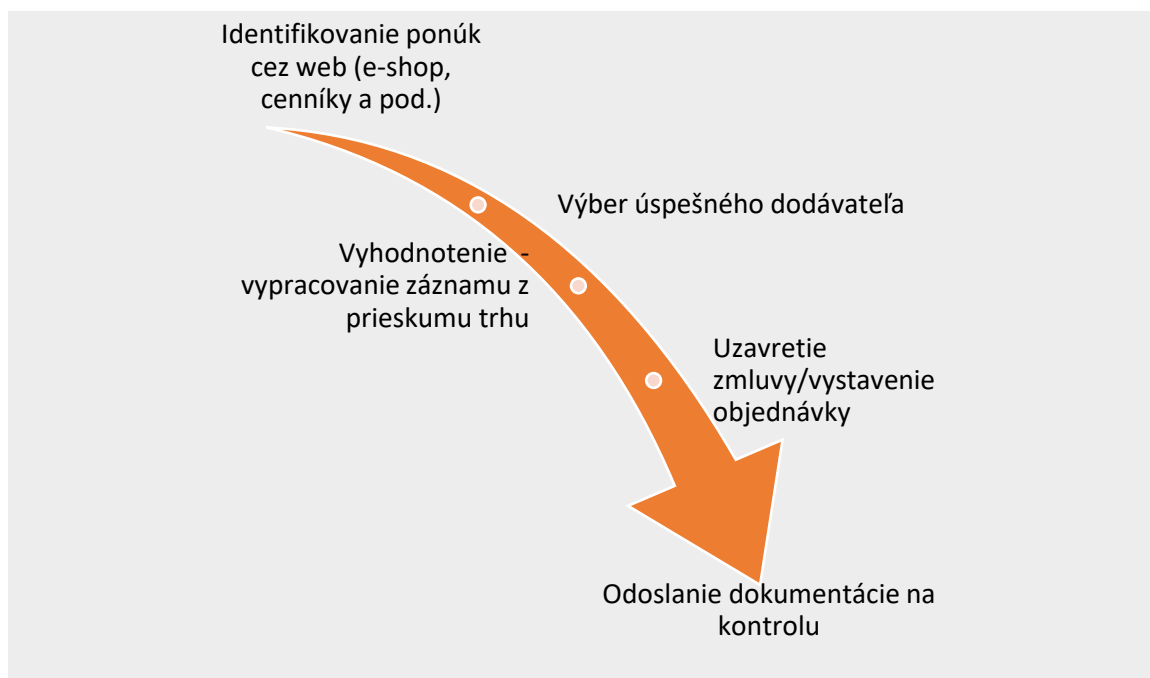 Identifikovanie ponúk
cez web (e-shop,
cenníky a pod.)
Výber úspešného dodávateľa
Vyhodnotenie -
vypracovanie záznamu z
prieskumu trhu
Uzavretie
zmluvy/vystavenie
objednávky
Odoslanie dokumentácie na
kontrolu